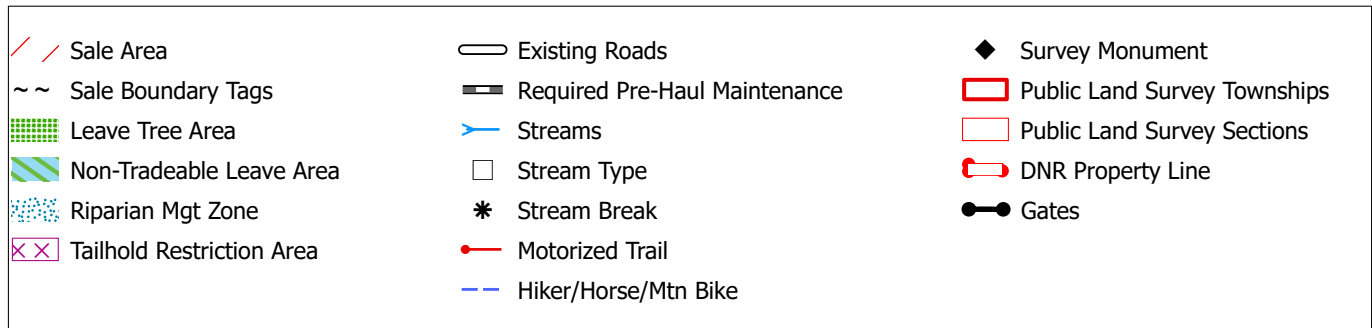 Sale Area
Sale Boundary Tags
Leave Tree Area
Non-Tradeable Leave Area
Riparian Mgt Zone
Tailhold Restriction Area
Existing Roads
Required Pre-Haul Maintenance
Streams
Stream Type
Stream Break
Motorized Trail
Hiker/Horse/Mtn Bike
Survey Monument
Public Land Survey Townships
Public Land Survey Sections
DNR Property Line
Gates